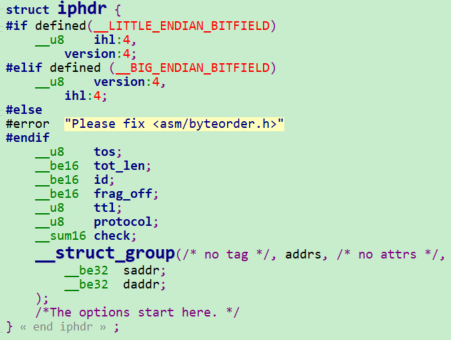 struct iphdr {
#if defined(__LITTLE_ENDIAN_BITFIELD)
    __u8    ihl:4,
        version:4;
#elif defined (__BIG_ENDIAN_BITFIELD)
    __u8    version:4,
        ihl:4;
#else
#error  "Please fix <asm/byteorder.h>"
#endif
    __u8    tos;
    __be16  tot_len;
    __be16  id;
    __be16  frag_off;
    __u8    ttl;
    __u8    protocol;
    __sum16 check;
    __struct_group(/* no tag */, addrs, /* no attrs */,
        __be32  saddr;
        __be32  daddr;
    );
    /*The options start here. */
} « end iphdr » ;